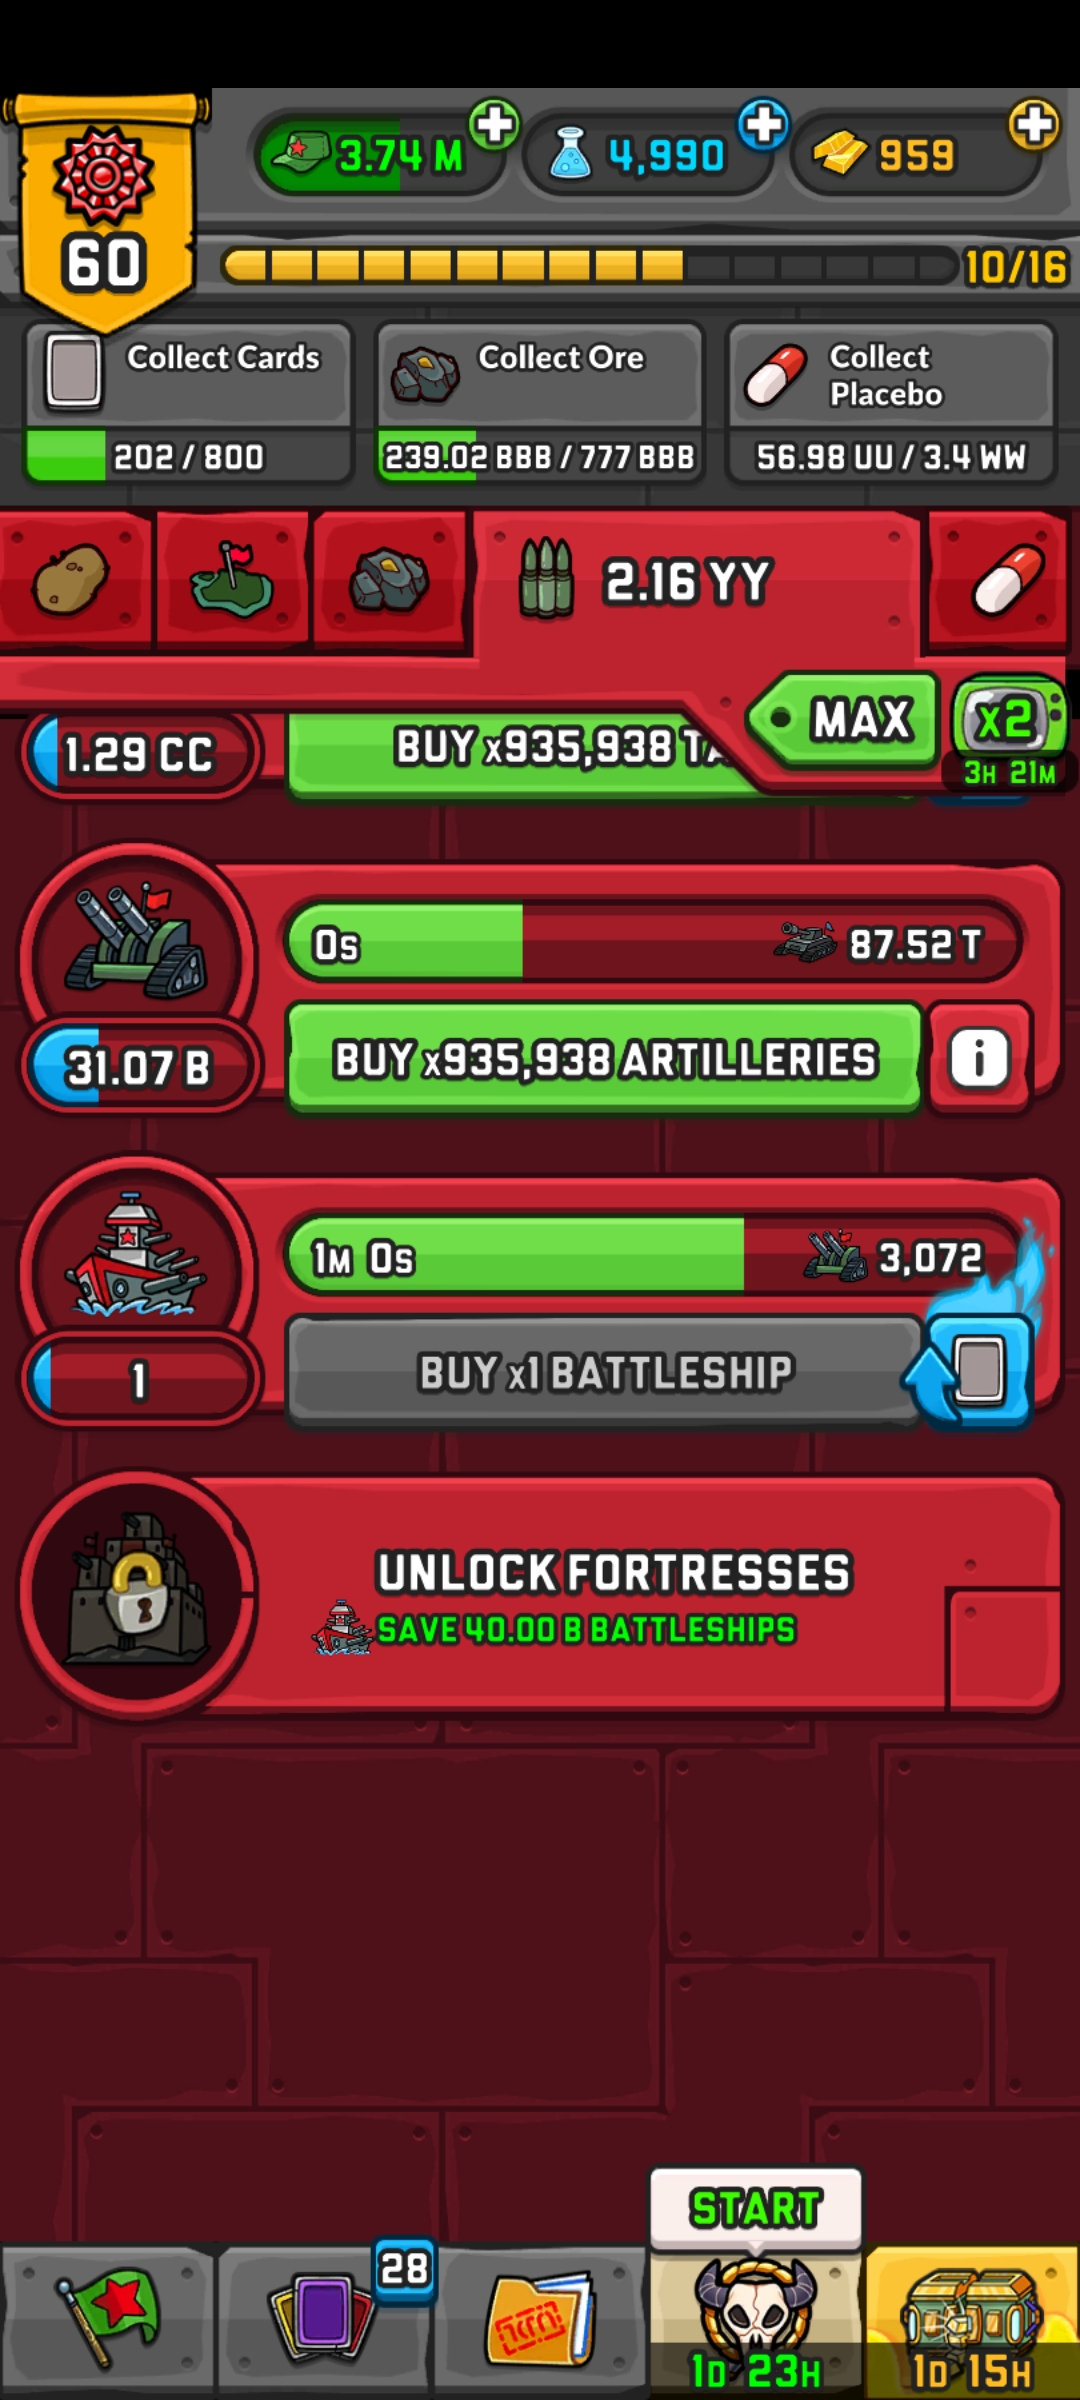 60
3.74 M
4,990
959
10/16
Collect Cards
202 / 800
Collect Ore
239.02 BBB / 777 BBB
Collect
Placebo
56.98 UU / 3.4 WW
2.16 YY
MAX
x2
3H 21M
1.29 CC
BUY x935,938
0s
87.52 T
31.07 B
BUY x935,938 ARTILLERIES
i
1M 0s
3,072
1
BUY x1 BATTLESHIP
UNLOCK FORTRESSES
SAVE 40.00 B BATTLESHIPS
START
28
1D 23H
1D 15H